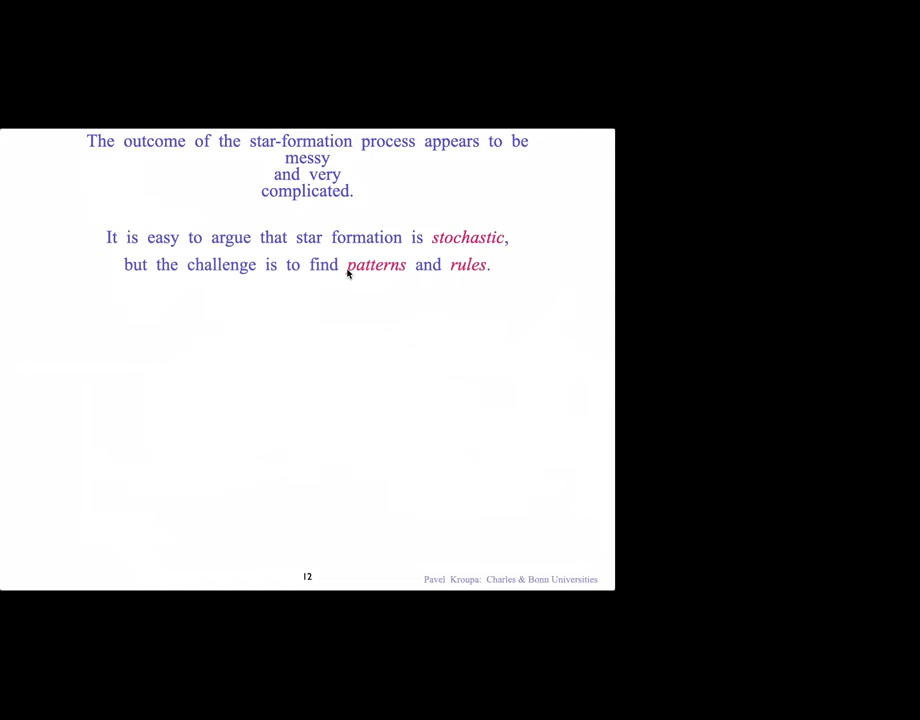 The outcome of the star-formation process appears to be
messy
and very
complicated.
It is easy to argue that star formation is stochastic,
but the challenge is to find patterns and rules.
12
Pavel Kroupa: Charles & Bonn Universities